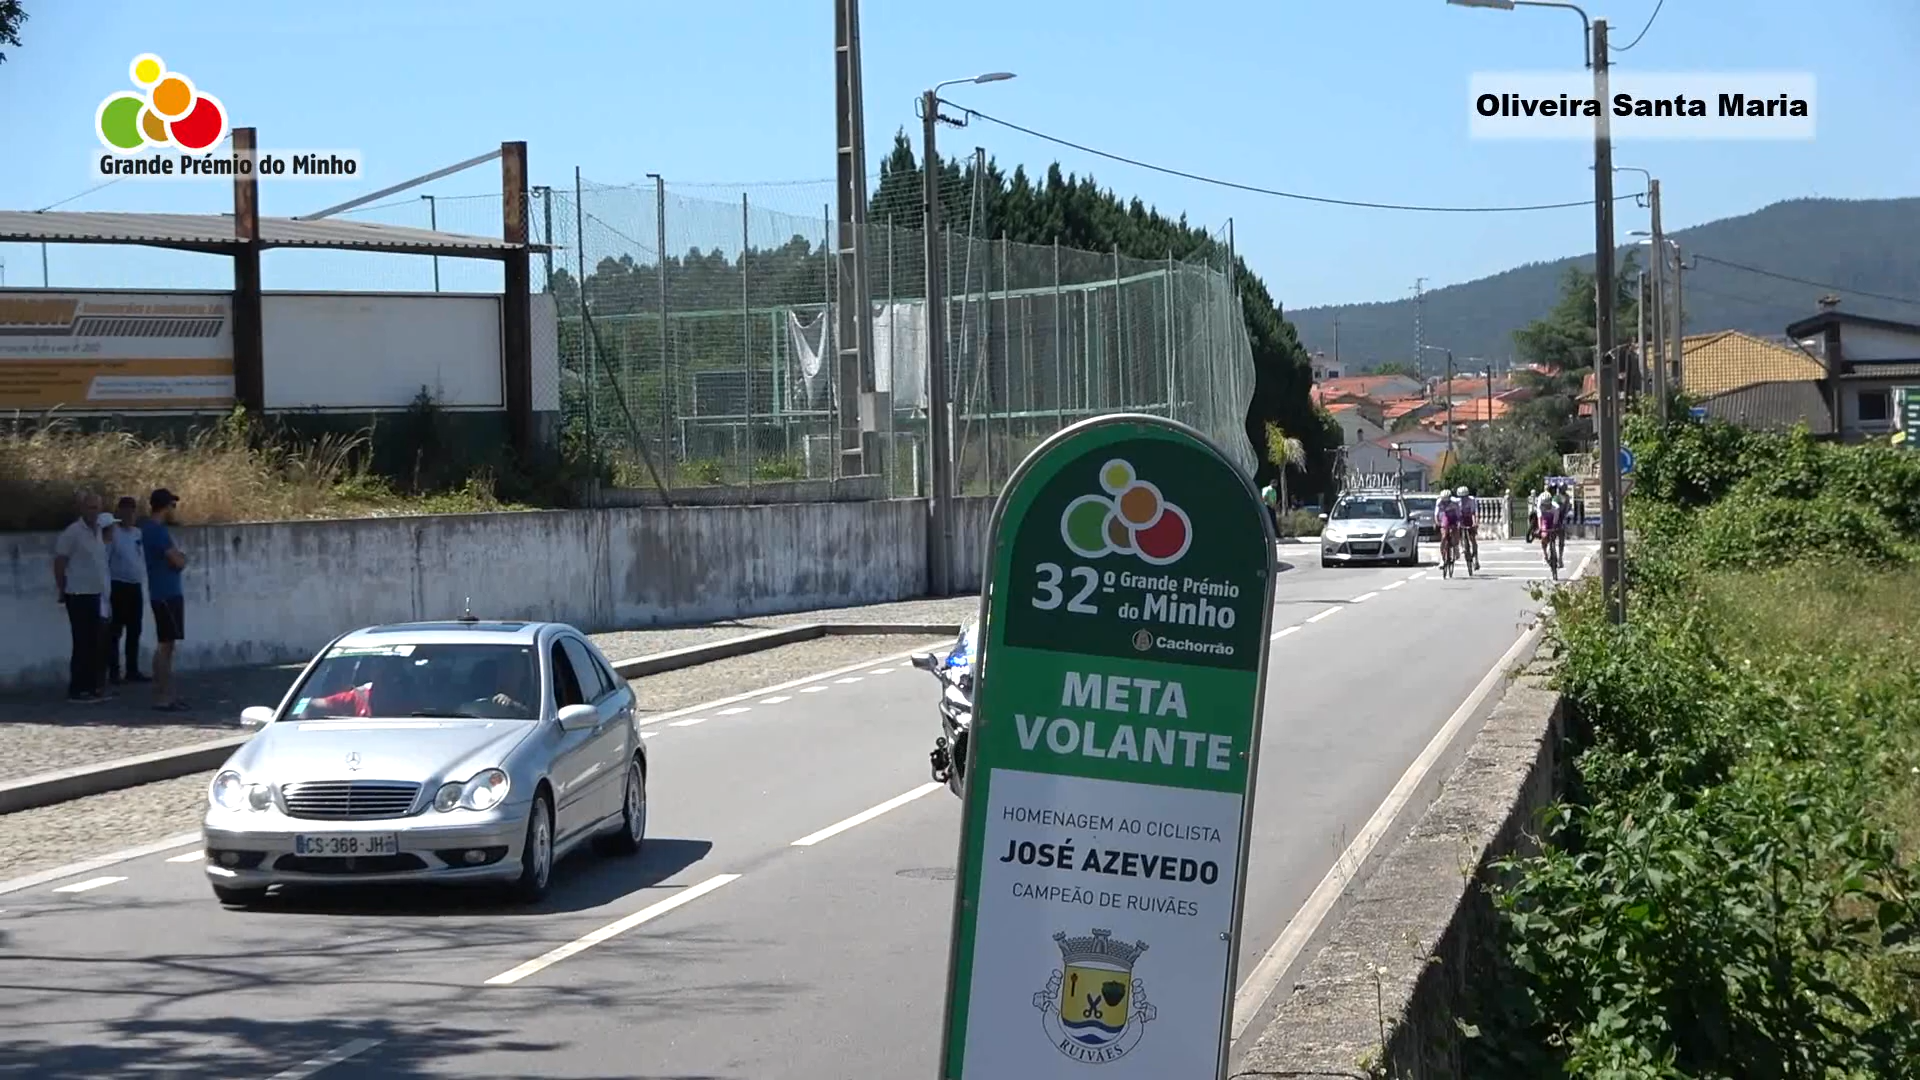 Grande Prémio do Minho
Oliveira Santa Maria
32º Grande Prémio
do Minho
Cachorrão
META
VOLANTE
HOMENAGEM AO CICLISTA
JOSÉ AZEVEDO
CAMPEÃO DE RUIVÃES
RUIVÃES
CS-368-JH